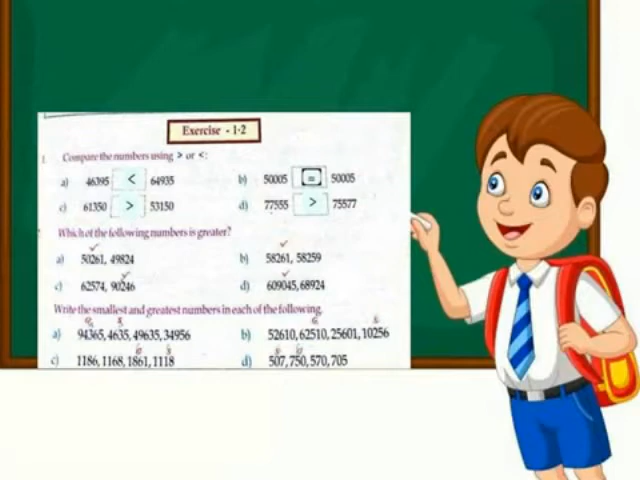 Exercise - 1·2
1. Compare the numbers using > or <:
a) 46395 < 64935 b) 50005 = 50005
c) 61350 > 53150 d) 77555 > 75577
Which of the following numbers is greater?
a) 50261, 49824 b) 58261, 58259
c) 62574, 90246 d) 609045, 68924
Write the smallest and greatest numbers in each of the following.
a) 94365, 4635, 49635, 34956 b) 52610, 62510, 25601, 10256
c) 1186, 1168, 1861, 1118 d) 507, 750, 570, 705